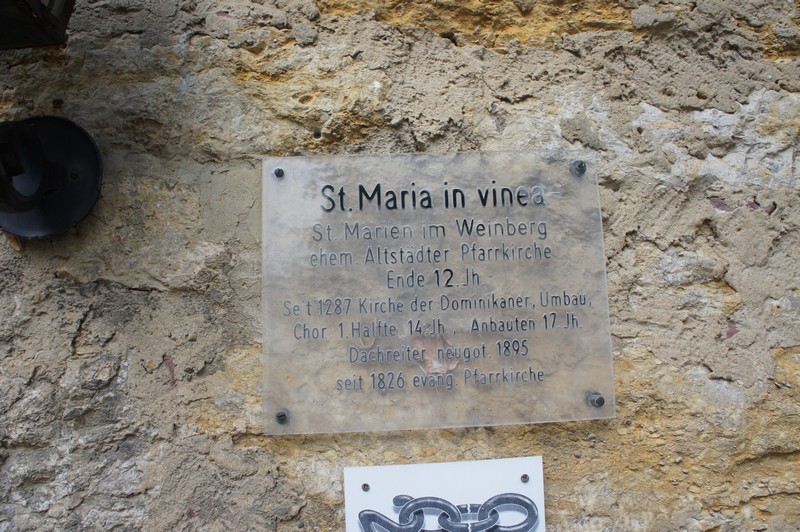 St. Maria in vinea
St. Marien im Weinberg
ehem. Altstädter Pfarrkirche
Ende 12. Jh.
Seit 1287 Kirche der Dominikaner, Umbau,
Chor 1. Hälfte 14. Jh., Anbauten 17. Jh.
Dachreiter neugot. 1895
seit 1826 evang. Pfarrkirche